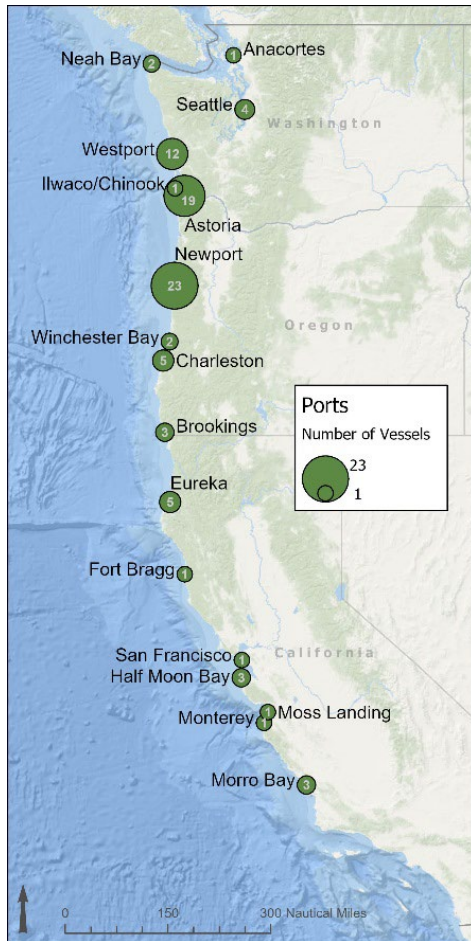 Anacortes
1
Neah Bay
2
Seattle
4
Washington
Westport
12
Ilwaco/Chinook
1
19
Astoria
Newport
23
Oregon
Winchester Bay
2
5
Charleston
Ports
Number of Vessels
23
1
Brookings
3
Eureka
5
Fort Bragg
1
California
San Francisco
1
Half Moon Bay
3
1
Moss Landing
Monterey
1
Morro Bay
3
0
150
300 Nautical Miles